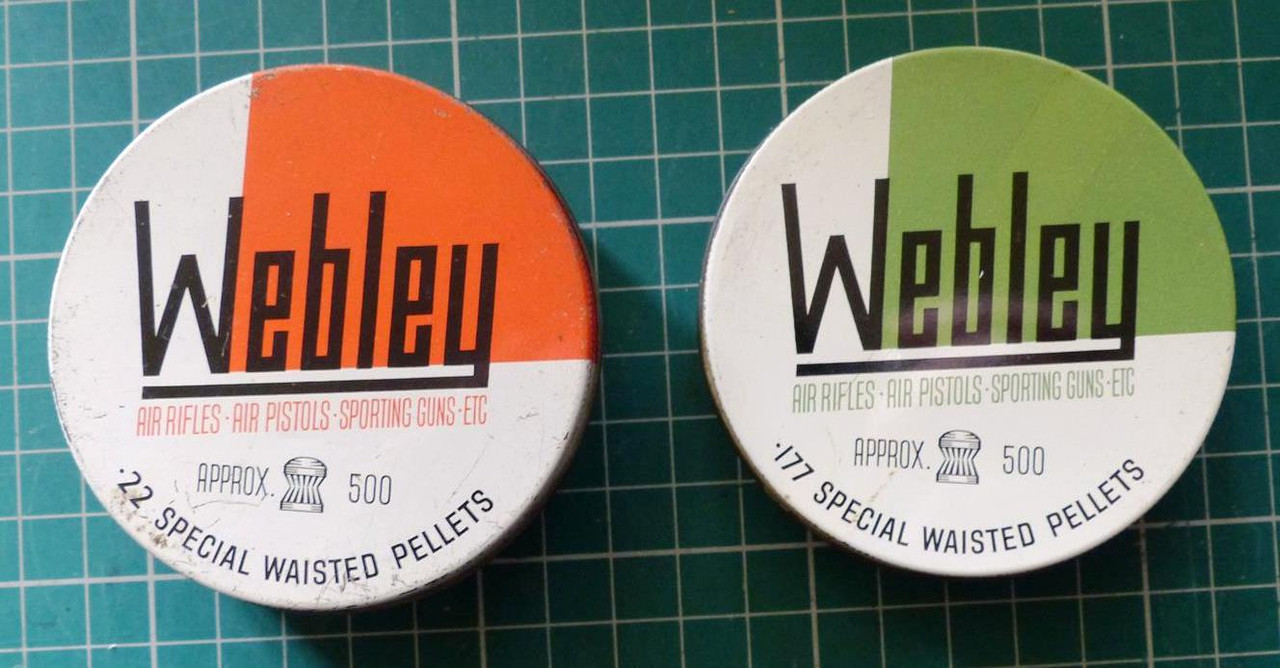 Webley
AIR RIFLES · AIR PISTOLS · SPORTING GUNS · ETC
APPROX. 500
.22 SPECIAL WAISTED PELLETS
Webley
AIR RIFLES · AIR PISTOLS · SPORTING GUNS · ETC
APPROX. 500
.177 SPECIAL WAISTED PELLETS